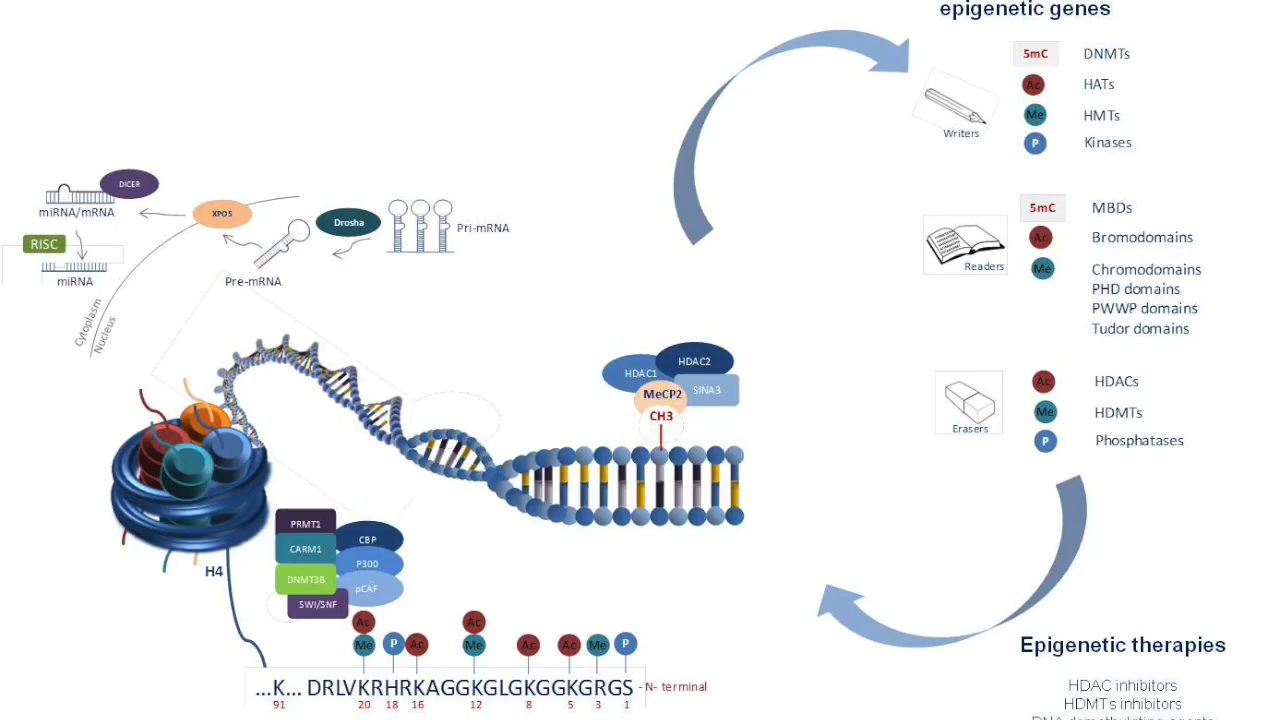 epigenetic genes
5mC DNMTs
Ac HATs
Me HMTs
P Kinases
Writers
5mC MBDs
Ac Bromodomains
Me Chromodomains
PHD domains
PWWP domains
Tudor domains
Readers
Ac HDACs
Me HDMTs
P Phosphatases
Erasers
DICER
miRNA/mRNA
XPO5
Drosha
Pri-mRNA
RISC
miRNA
Pre-mRNA
Cytoplasm
Nucleus
HDAC2
HDAC1
SINA3
MeCP2
CH3
PRMT1
CBP
CARM1
P300
DNMT3B
pCAF
SWI/SNF
H4
Ac Ac
Me P Ac Me Ac Ac Me P
...K... DRLVKRHRKAGGKGLGKGGKGRGS - N- terminal
91 20 18 16 12 8 5 3 1
Epigenetic therapies
HDAC inhibitors
HDMTs inhibitors
DNA demethylating agents